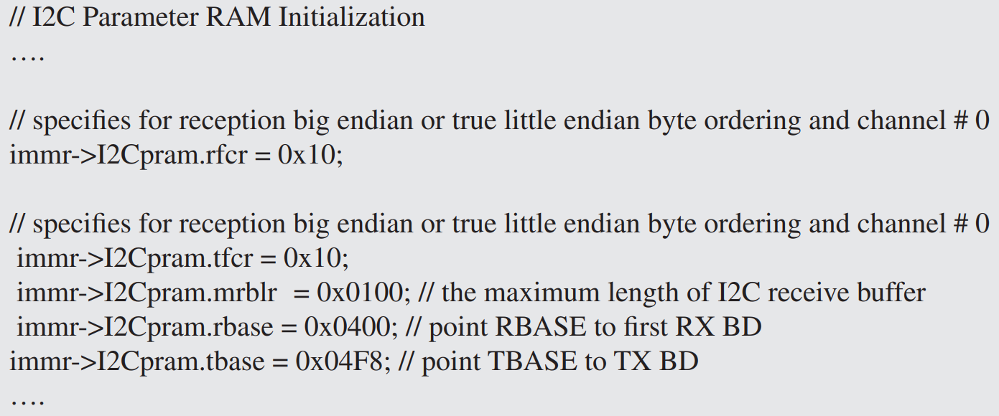 // I2C Parameter RAM Initialization
….
// specifies for reception big endian or true little endian byte ordering and channel # 0
immr->I2Cpram.rfcr = 0x10;
// specifies for reception big endian or true little endian byte ordering and channel # 0
immr->I2Cpram.tfcr = 0x10;
immr->I2Cpram.mrblr = 0x0100; // the maximum length of I2C receive buffer
immr->I2Cpram.rbase = 0x0400; // point RBASE to first RX BD
immr->I2Cpram.tbase = 0x04F8; // point TBASE to TX BD
….